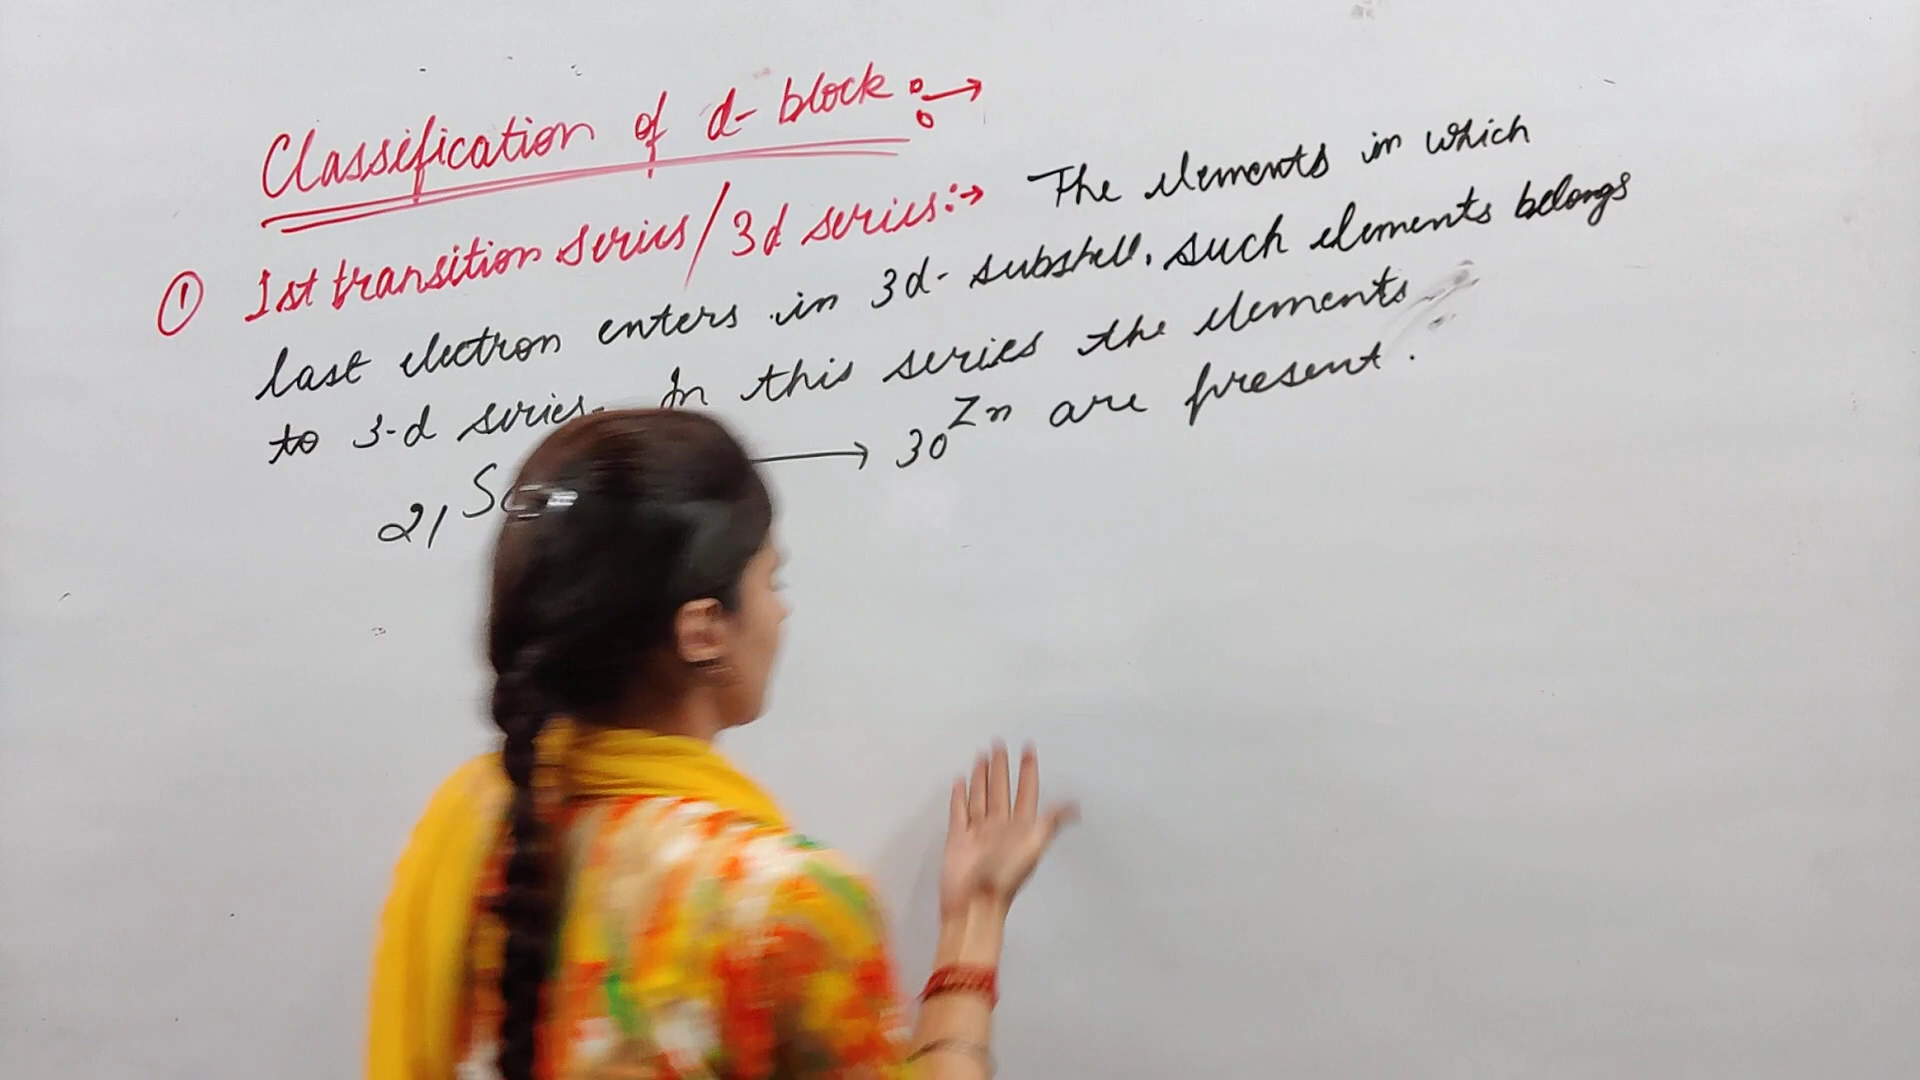 Classification of d- block :→
① 1st transition series/3d series:→ The elements in which
last electron enters in 3d- subshell. such elements belongs
to 3-d series. In this series the elements
21Sc → 30Zn are present.